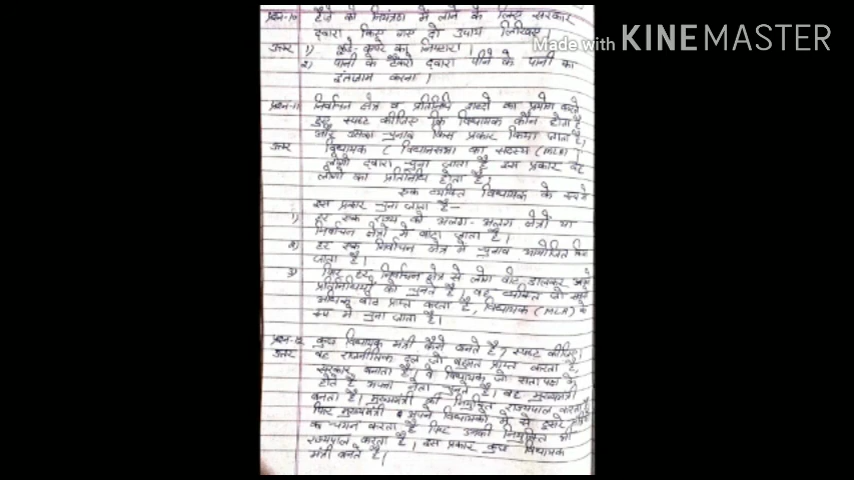 प्रश्न-10 हैजे को नियंत्रण में लाने के लिए सरकार
द्वारा किए गए दो उपाय लिखिए।
Made with KINEMASTER
उत्तर 1) कूड़े-कचरे का निपटारा।
2) पानी के टैंकरो द्वारा पीने के पानी का
इंतजाम करना।
प्रश्न-11 निर्वाचन क्षेत्र व प्रतिनिधि शब्दों का प्रयोग करते
हुए स्पष्ट कीजिए कि विधायक कौन होता है
और उसका चुनाव किस प्रकार किया जाता है।
उत्तर विधायक (विधानसभा का सदस्य (MLA)
लोगों द्वारा चुना जाता है इस प्रकार वह
लोगों का प्रतिनिधि होता है।
एक व्यक्ति विधायक के रूप में
इस प्रकार चुना जाता है-
1) हर एक राज्य को अलग-अलग क्षेत्रों या
निर्वाचन क्षेत्रों में बांटा जाता है।
2) हर एक निर्वाचन क्षेत्र में चुनाव आयोजित किए
जाता है।
3) फिर हर निर्वाचन क्षेत्र से लोग वोट डालकर अपने
प्रतिनिधियों को चुनते है। वह व्यक्ति जो सबसे
अधिक वोट प्राप्त करता है, विधायक (MLA) के
रूप में चुना जाता है।
प्रश्न-12 कुछ विधायक मंत्री कैसे बनते है? स्पष्ट कीजिए।
उत्तर वह राजनीतिक दल जो बहुमत प्राप्त करता है,
सरकार बनाता है। वे विधायक जो सत्ता पक्ष में
होते है अपना नेता चुनते है। वह मुख्यमंत्री
बनता है। मुख्यमंत्री की नियुक्ति राज्यपाल करता है।
फिर मुख्यमंत्री अपने विधायकों में से दूसरे मंत्रियों
का चयन करता है फिर उनकी नियुक्ति भी
राज्यपाल करता है। इस प्रकार कुछ विधायक
मंत्री बनते है।